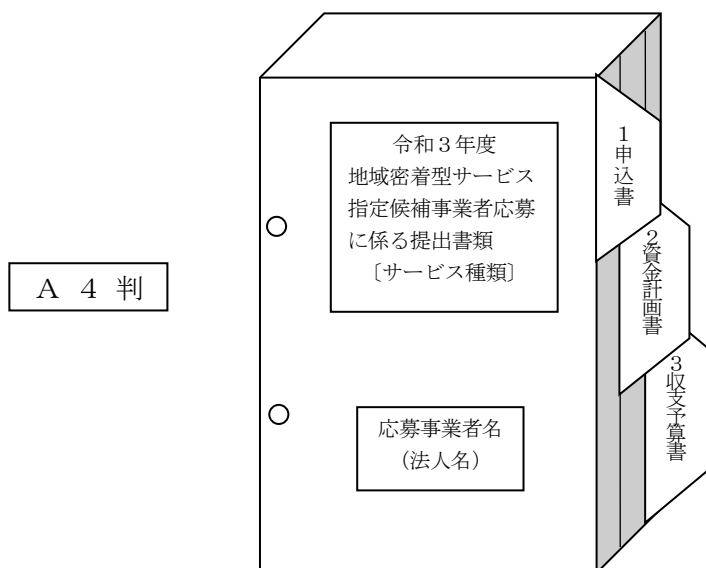 令和３年度
地域密着型サービス
指定候補事業者応募
に係る提出書類
〔サービス種類〕
１申込書
２資金計画書
３収支予算書
Ａ ４ 判
応募事業者名
（法人名）